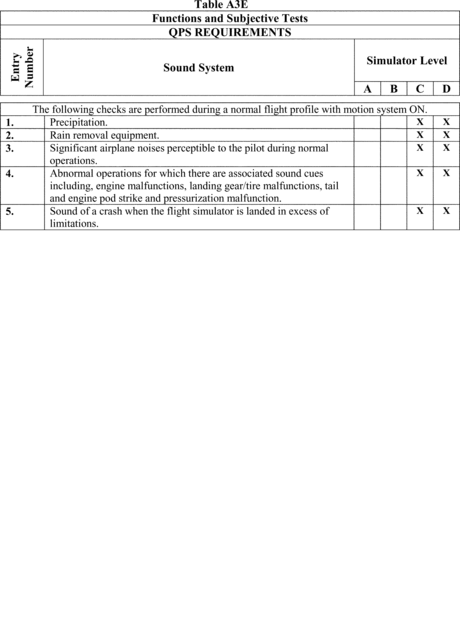 Table A3E
Functions and Subjective Tests
QPS REQUIREMENTS
Entry
Number
Sound System
Simulator Level
A B C D
The following checks are performed during a normal flight profile with motion system ON.
1. Precipitation. X X
2. Rain removal equipment. X X
3. Significant airplane noises perceptible to the pilot during normal X X
operations.
4. Abnormal operations for which there are associated sound cues X X
including, engine malfunctions, landing gear/tire malfunctions, tail
and engine pod strike and pressurization malfunction.
5. Sound of a crash when the flight simulator is landed in excess of X X
limitations.